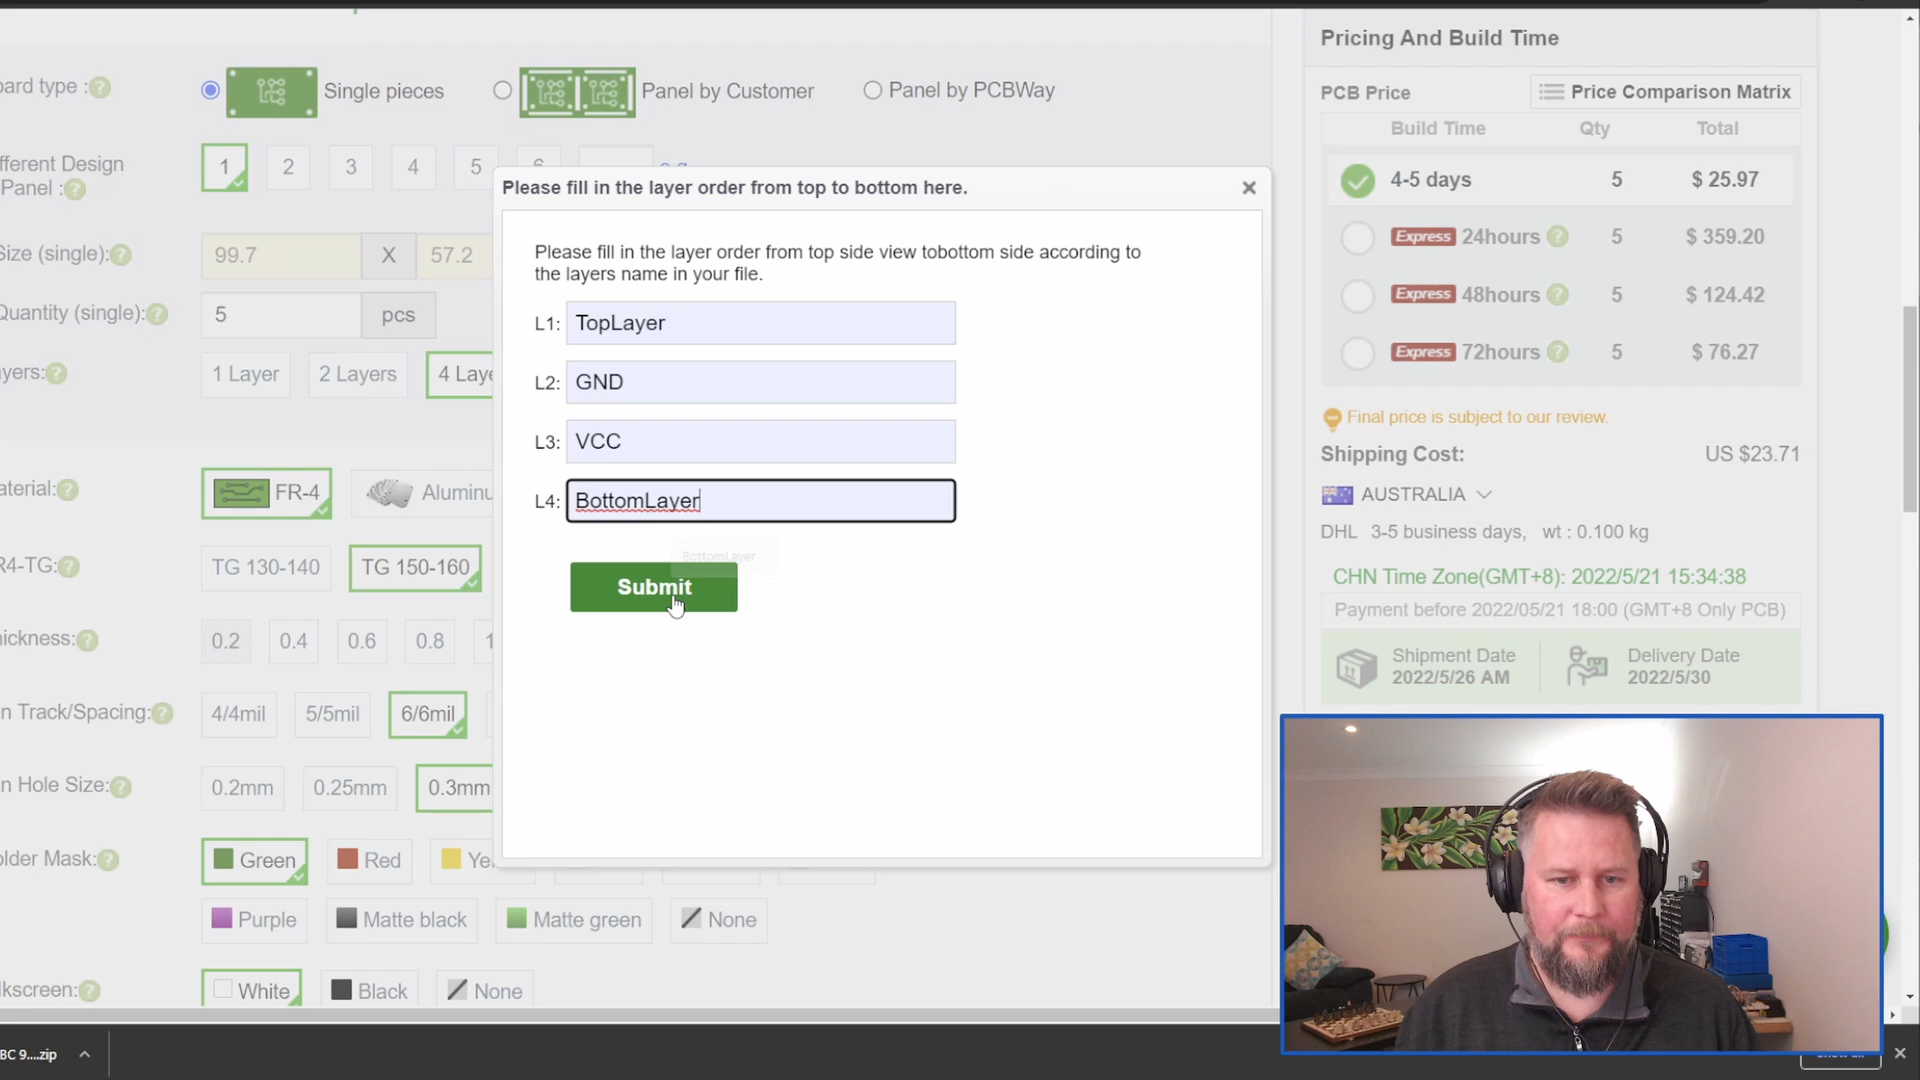 Pricing And Build Time
ard type :
Single pieces
Panel by Customer
Panel by PCBWay
PCB Price
Price Comparison Matrix
Build Time Qty Total
fferent Design
Panel :
1 2 3 4 5 6
Please fill in the layer order from top to bottom here.
4-5 days 5 $ 25.97
Size (single):
99.7 X 57.2
Please fill in the layer order from top side view tobottom side according to
the layers name in your file.
Express 24hours 5 $ 359.20
Quantity (single):
5 pcs
L1: TopLayer
Express 48hours 5 $ 124.42
yers:
1 Layer 2 Layers 4 Laye
L2: GND
Express 72hours 5 $ 76.27
L3: VCC
Final price is subject to our review.
Shipping Cost: US $23.71
aterial:
FR-4 Aluminu
L4: BottomLayer
AUSTRALIA
DHL 3-5 business days, wt : 0.100 kg
BottomLayer
R4-TG:
TG 130-140 TG 150-160
Submit
CHN Time Zone(GMT+8): 2022/5/21 15:34:38
Payment before 2022/05/21 18:00 (GMT+8 Only PCB)
ickness:
0.2 0.4 0.6 0.8 1
Shipment Date
2022/5/26 AM
Delivery Date
2022/5/30
n Track/Spacing:
4/4mil 5/5mil 6/6mil
n Hole Size:
0.2mm 0.25mm 0.3mm
older Mask:
Green Red Ye
Purple Matte black Matte green None
lkscreen:
White Black None
BC 9....zip